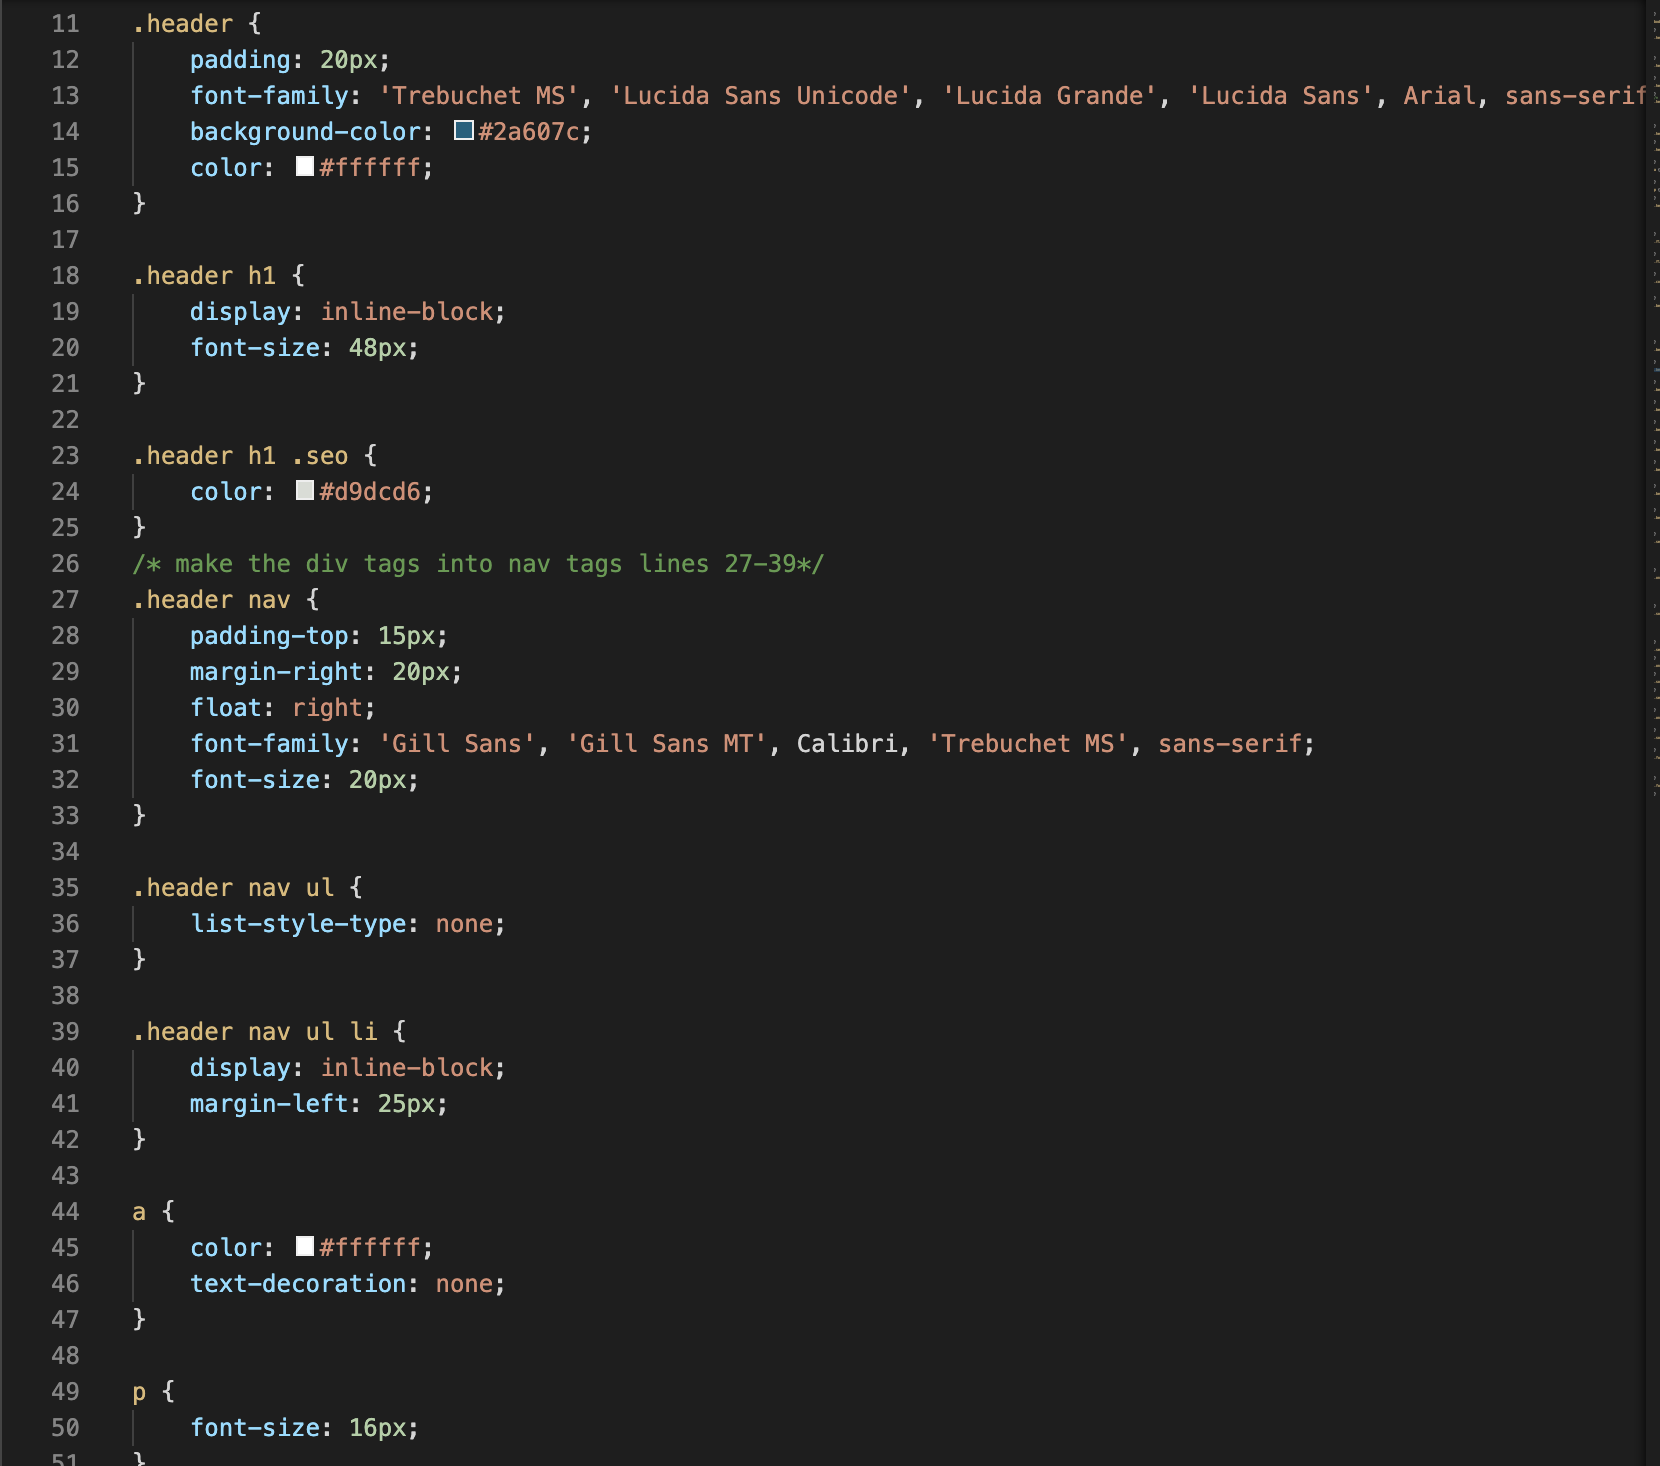 11 .header {
12 padding: 20px;
13 font-family: 'Trebuchet MS', 'Lucida Sans Unicode', 'Lucida Grande', 'Lucida Sans', Arial, sans-serif
14 background-color: #2a607c;
15 color: #ffffff;
16 }
17
18 .header h1 {
19 display: inline-block;
20 font-size: 48px;
21 }
22
23 .header h1 .seo {
24 color: #d9dcd6;
25 }
26 /* make the div tags into nav tags lines 27-39*/
27 .header nav {
28 padding-top: 15px;
29 margin-right: 20px;
30 float: right;
31 font-family: 'Gill Sans', 'Gill Sans MT', Calibri, 'Trebuchet MS', sans-serif;
32 font-size: 20px;
33 }
34
35 .header nav ul {
36 list-style-type: none;
37 }
38
39 .header nav ul li {
40 display: inline-block;
41 margin-left: 25px;
42 }
43
44 a {
45 color: #ffffff;
46 text-decoration: none;
47 }
48
49 p {
50 font-size: 16px;
51 }